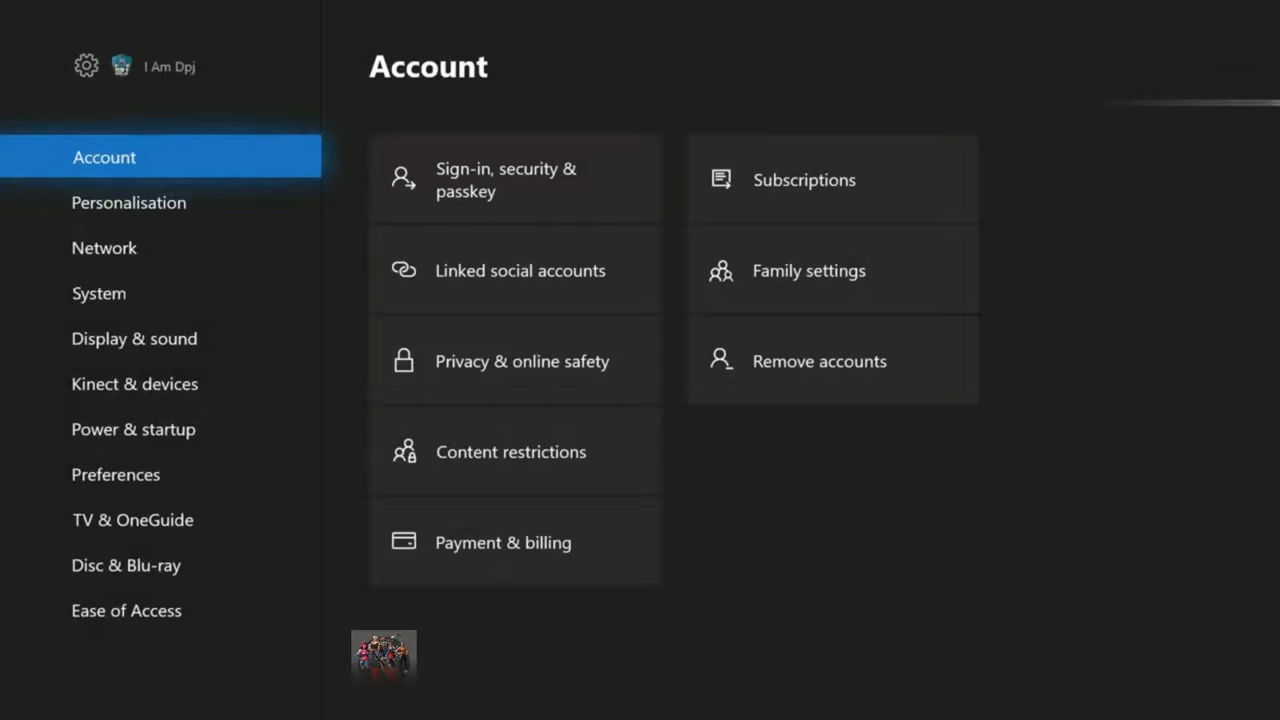 I Am Dpj
Account
Account
Personalisation
Network
System
Display & sound
Kinect & devices
Power & startup
Preferences
TV & OneGuide
Disc & Blu-ray
Ease of Access
Sign-in, security &
passkey
Linked social accounts
Privacy & online safety
Content restrictions
Payment & billing
Subscriptions
Family settings
Remove accounts